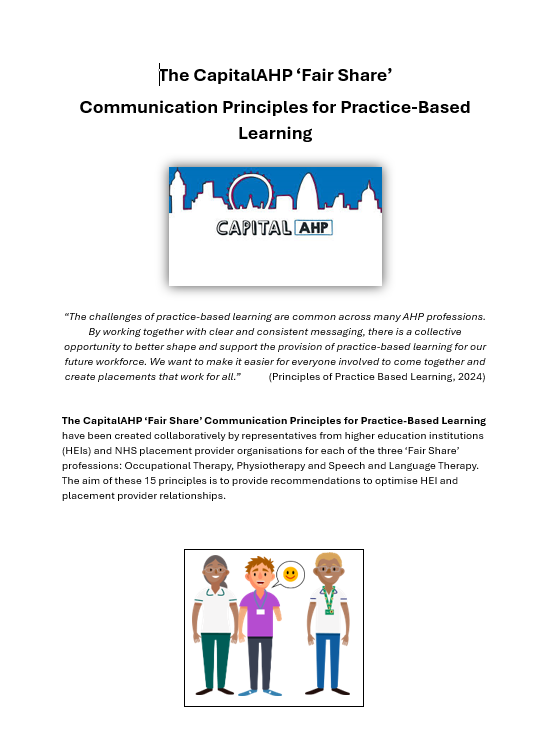 The CapitalAHP ‘Fair Share’
Communication Principles for Practice-Based
Learning
CAPITAL AHP
“The challenges of practice-based learning are common across many AHP professions.
By working together with clear and consistent messaging, there is a collective
opportunity to better shape and support the provision of practice-based learning for our
future workforce. We want to make it easier for everyone involved to come together and
create placements that work for all.” (Principles of Practice Based Learning, 2024)
The CapitalAHP ‘Fair Share’ Communication Principles for Practice-Based Learning
have been created collaboratively by representatives from higher education institutions
(HEIs) and NHS placement provider organisations for each of the three ‘Fair Share’
professions: Occupational Therapy, Physiotherapy and Speech and Language Therapy.
The aim of these 15 principles is to provide recommendations to optimise HEI and
placement provider relationships.